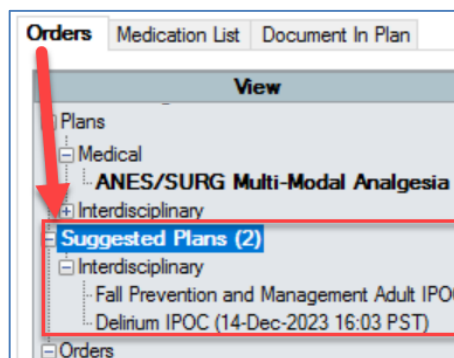 Orders Medication List Document In Plan
View
Plans
Medical
ANES/SURG Multi-Modal Analgesia
Interdisciplinary
Suggested Plans (2)
Interdisciplinary
Fall Prevention and Management Adult IPO
Delirium IPOC (14-Dec-2023 16:03 PST)
Orders